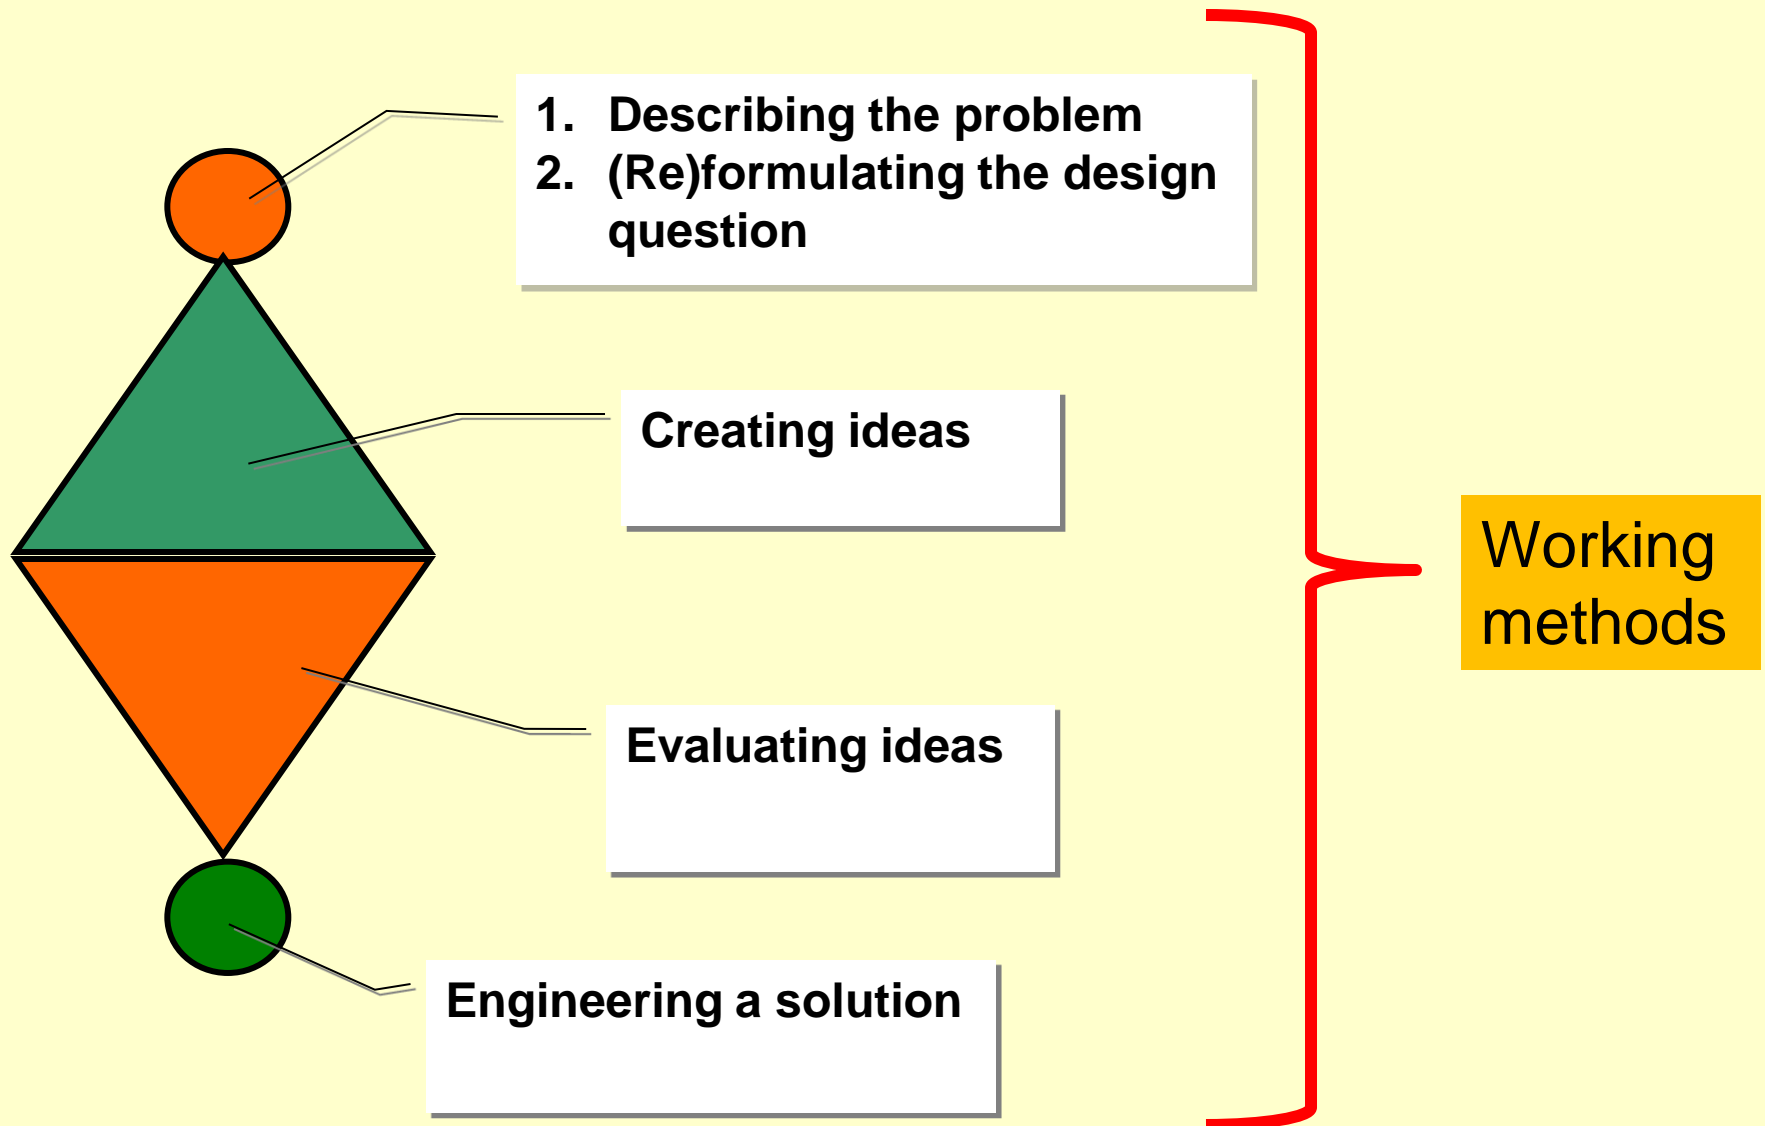 1. Describing the problem
2. (Re)formulating the design
question
Creating ideas
Evaluating ideas
Engineering a solution
Working
methods